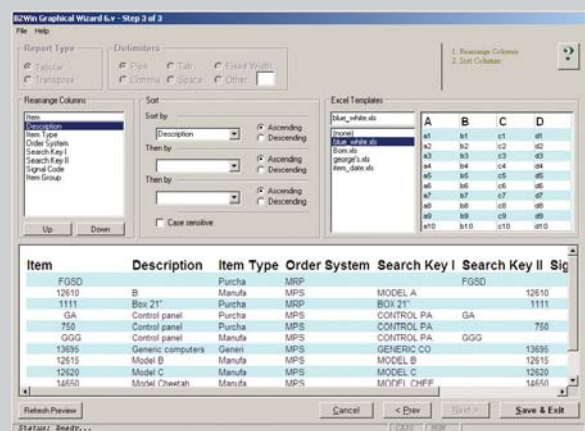 B2Win Graphical Wizard 6.v - Step 3 of 3
File Help
Report Type
Tabular
Transpose
Delimiters
Pipe Tab Fixed Width
Comma Space Other:
1. Rearrange Columns
2. Sort Columns
?
Rearrange Columns
Item
Description
Item Type
Order System
Search Key I
Search Key II
Signal Code
Item Group
Up Down
Sort
Sort by
Description
Ascending
Descending
Then by
Ascending
Descending
Then by
Ascending
Descending
Case sensitive
Excel Templates
blue_white.xls
(none)
blue_white.xls
Bom.xls
george's.xls
item_date.xls
A B C D
a1 b1 c1 d1
a2 b2 c2 d2
a3 b3 c3 d3
a4 b4 c4 d4
a5 b5 c5 d5
a6 b6 c6 d6
a7 b7 c7 d7
a8 b8 c8 d8
a9 b9 c9 d9
a10 b10 c10 d10
Item Description Item Type Order System Search Key I Search Key II Sig
FGSD Purcha MRP FGSD
12610 B Manufa MPS MODEL A 12610
1111 Box 21" Purcha MRP BOX 21" 1111
GA Control panel Purcha MPS CONTROL PA GA
750 Control panel Purcha MPS CONTROL PA 750
GGG Control panel Manufa MPS CONTROL PA GGG
13695 Generic computers Generi MPS GENERIC CO 13695
12615 Model B Manufa MPS MODEL B 12615
12620 Model C Manufa MPS MODEL C 12620
14650 Model Cheetah Manufa MPS MODEL CHEE 14650
Refresh Preview Cancel < Prev Next > Save & Exit
Status: Ready... CAPS NUM